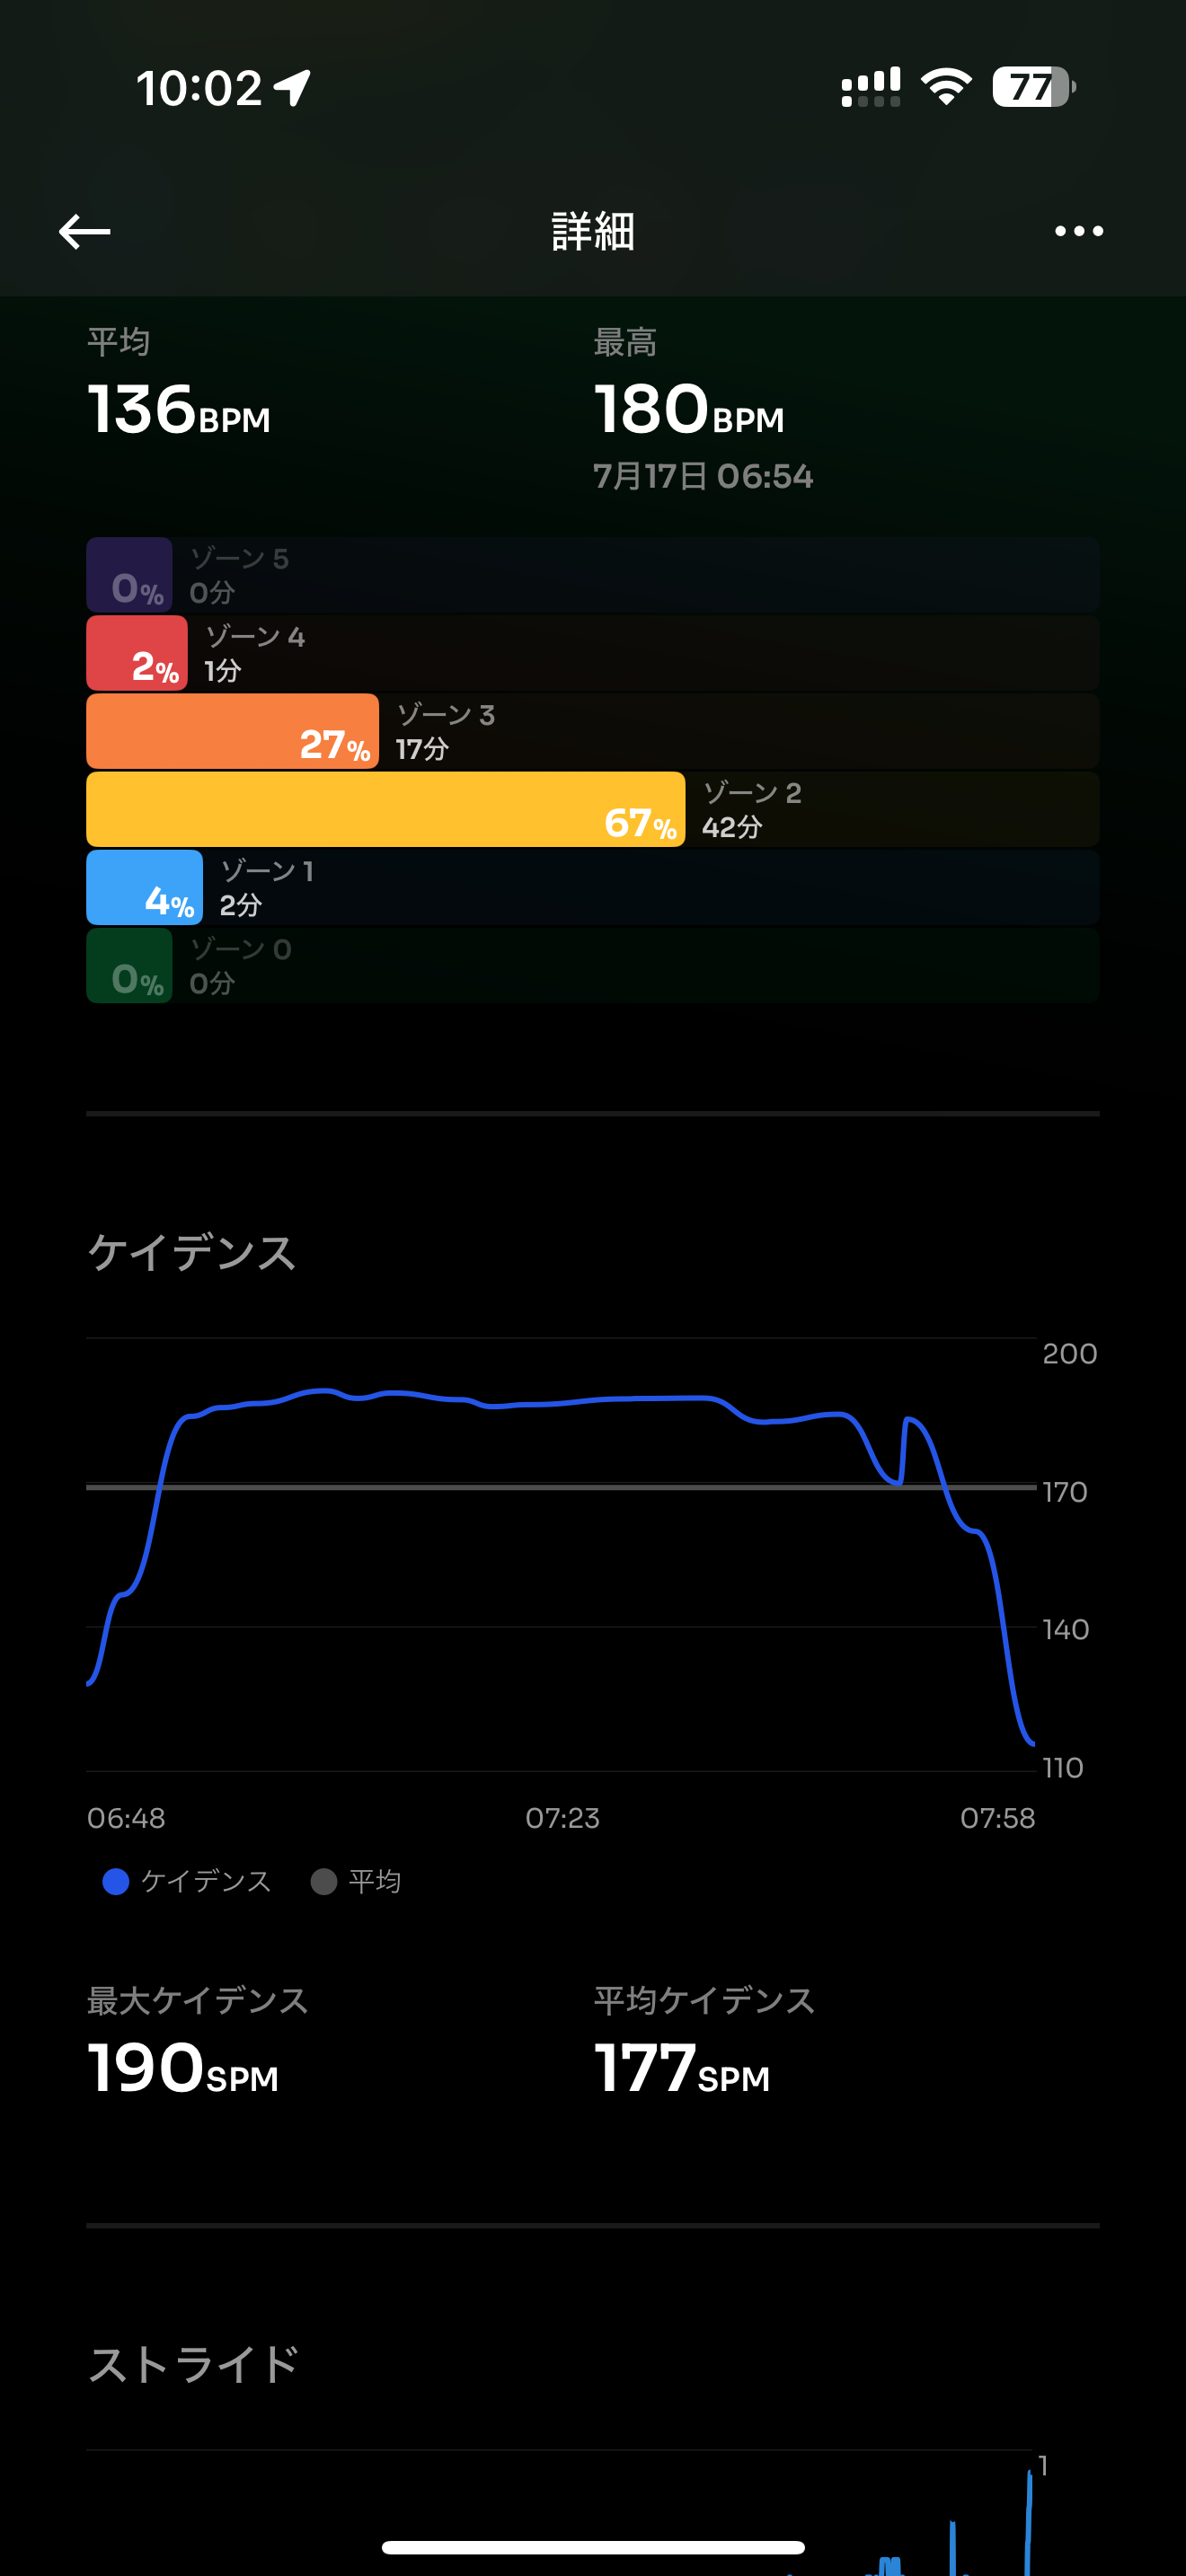 10:02
77
詳細
平均
最高
136BPM
180BPM
7月17日 06:54
ゾーン 5
0%
0分
ゾーン 4
2%
1分
ゾーン 3
27%
17分
ゾーン 2
67%
42分
ゾーン 1
4%
2分
ゾーン 0
0%
0分
ケイデンス
200
170
140
110
06:48
07:23
07:58
ケイデンス
平均
最大ケイデンス
平均ケイデンス
190SPM
177SPM
ストライド
1